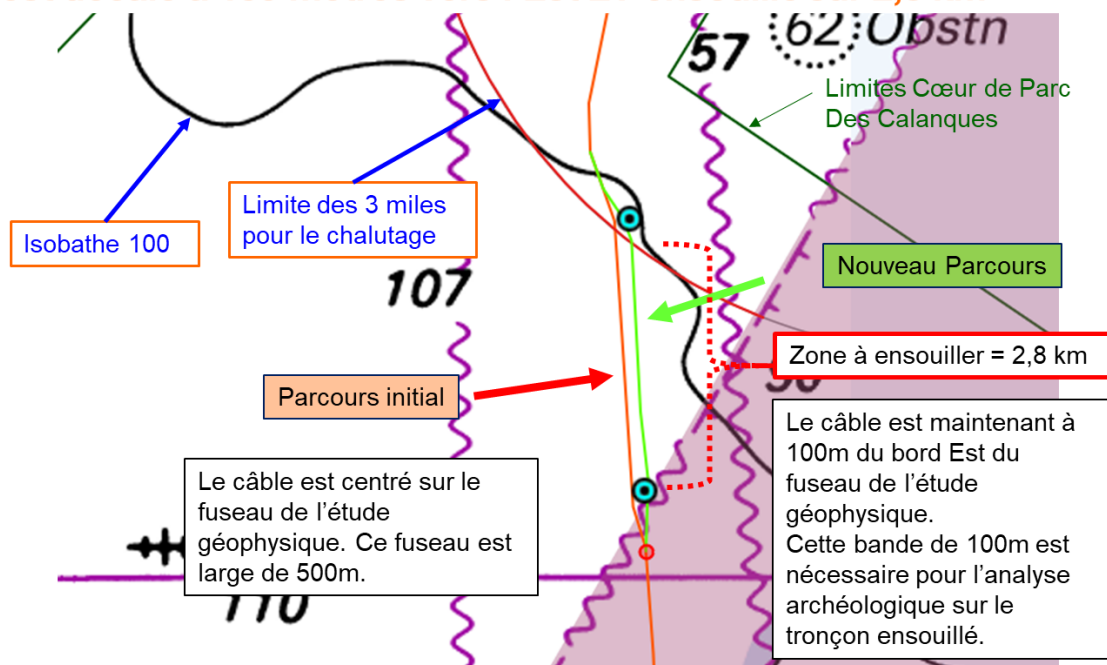 57
62 Obstn
Limites Cœur de Parc
Des Calanques
Isobathe 100
Limite des 3 miles
pour le chalutage
107
Nouveau Parcours
Zone à ensouiller = 2,8 km
Parcours initial
Le câble est centré sur le
fuseau de l’étude
géophysique. Ce fuseau est
large de 500m.
Le câble est maintenant à
100m du bord Est du
fuseau de l’étude
géophysique.
Cette bande de 100m est
nécessaire pour l’analyse
archéologique sur le
tronçon ensouillé.
110